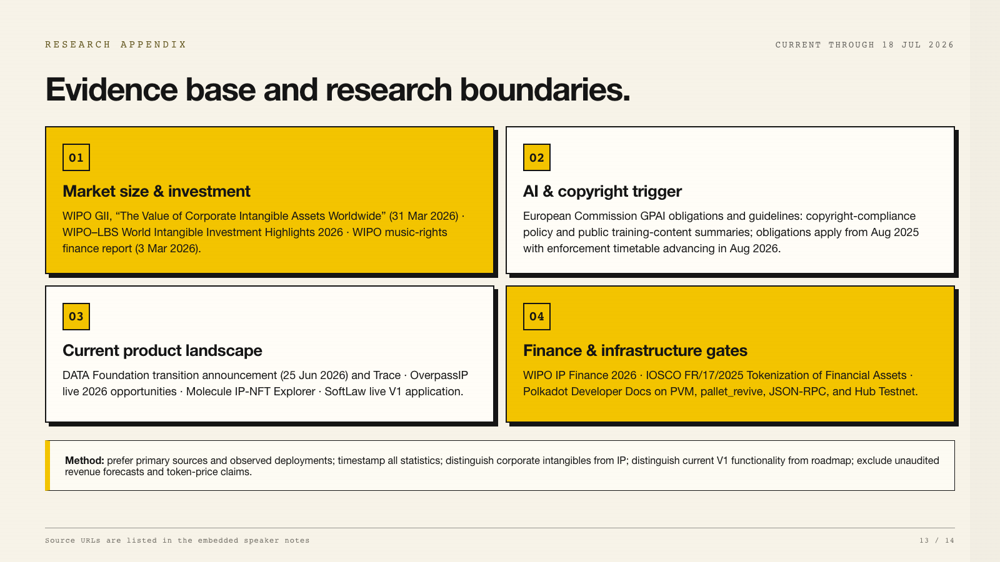 RESEARCH APPENDIX
CURRENT THROUGH 18 JUL 2026
Evidence base and research boundaries.
01
Market size & investment
WIPO GII, “The Value of Corporate Intangible Assets Worldwide” (31 Mar 2026) ·
WIPO–LBS World Intangible Investment Highlights 2026 · WIPO music-rights
finance report (3 Mar 2026).
02
AI & copyright trigger
European Commission GPAI obligations and guidelines: copyright-compliance
policy and public training-content summaries; obligations apply from Aug 2025
with enforcement timetable advancing in Aug 2026.
03
Current product landscape
DATA Foundation transition announcement (25 Jun 2026) and Trace · OverpassIP
live 2026 opportunities · Molecule IP-NFT Explorer · SoftLaw live V1 application.
04
Finance & infrastructure gates
WIPO IP Finance 2026 · IOSCO FR/17/2025 Tokenization of Financial Assets ·
Polkadot Developer Docs on PVM, pallet_revive, JSON-RPC, and Hub Testnet.
Method: prefer primary sources and observed deployments; timestamp all statistics; distinguish corporate intangibles from IP; distinguish current V1 functionality from roadmap; exclude unaudited
revenue forecasts and token-price claims.
Source URLs are listed in the embedded speaker notes
13 / 14